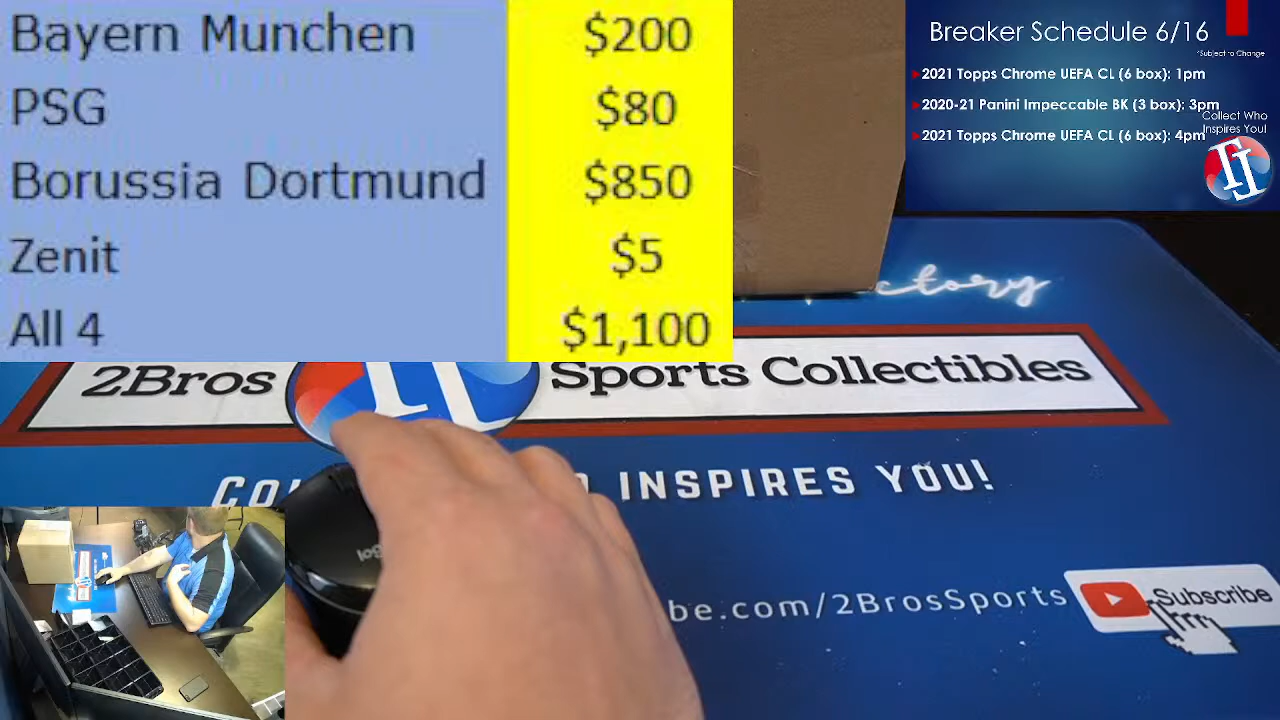 Bayern Munchen $200
PSG $80
Borussia Dortmund $850
Zenit $5
All 4 $1,100
Breaker Schedule 6/16
*Subject to Change
2021 Topps Chrome UEFA CL (6 box): 1pm
2020-21 Panini Impeccable BK (3 box): 3pm
2021 Topps Chrome UEFA CL (6 box): 4pm
Collect Who
Inspires You!
ctory
2Bros Sports Collectibles
INSPIRES YOU!
be.com/2BrosSports
Subscribe